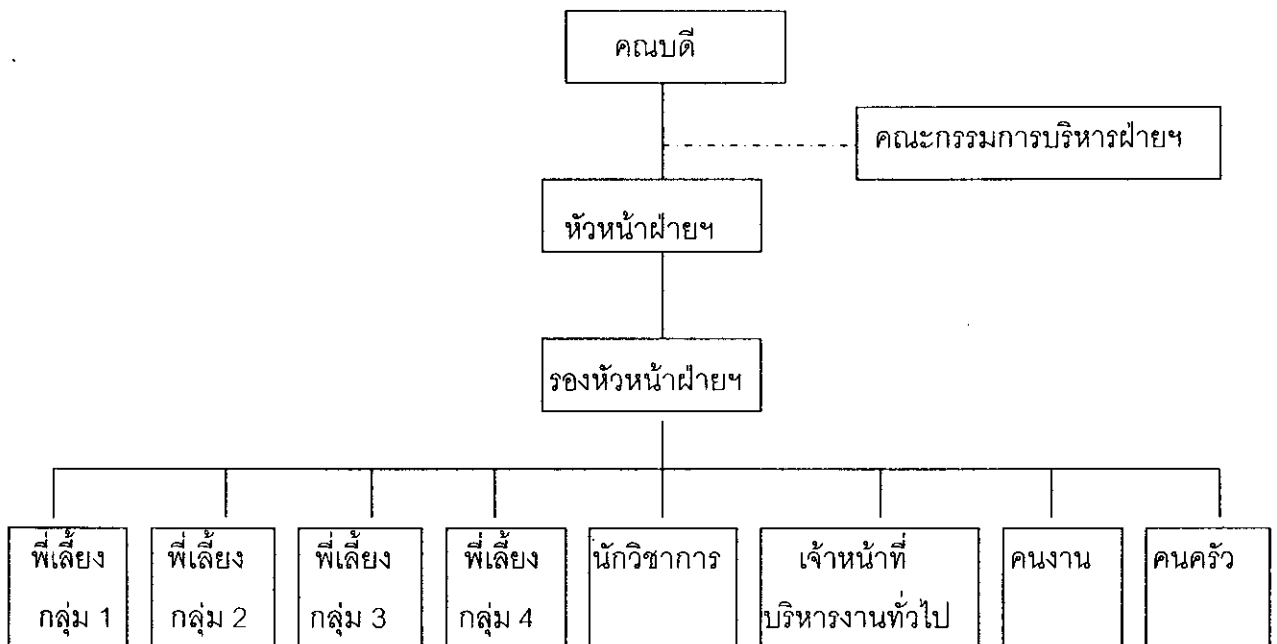 คณบดี
คณะกรรมการบริหารฝ่ายฯ
หัวหน้าฝ่ายฯ
รองหัวหน้าฝ่ายฯ
พี่เลี้ยง
กลุ่ม 1
พี่เลี้ยง
กลุ่ม 2
พี่เลี้ยง
กลุ่ม 3
พี่เลี้ยง
กลุ่ม 4
นักวิชาการ
เจ้าหน้าที่
บริหารงานทั่วไป
คนงาน
คนครัว